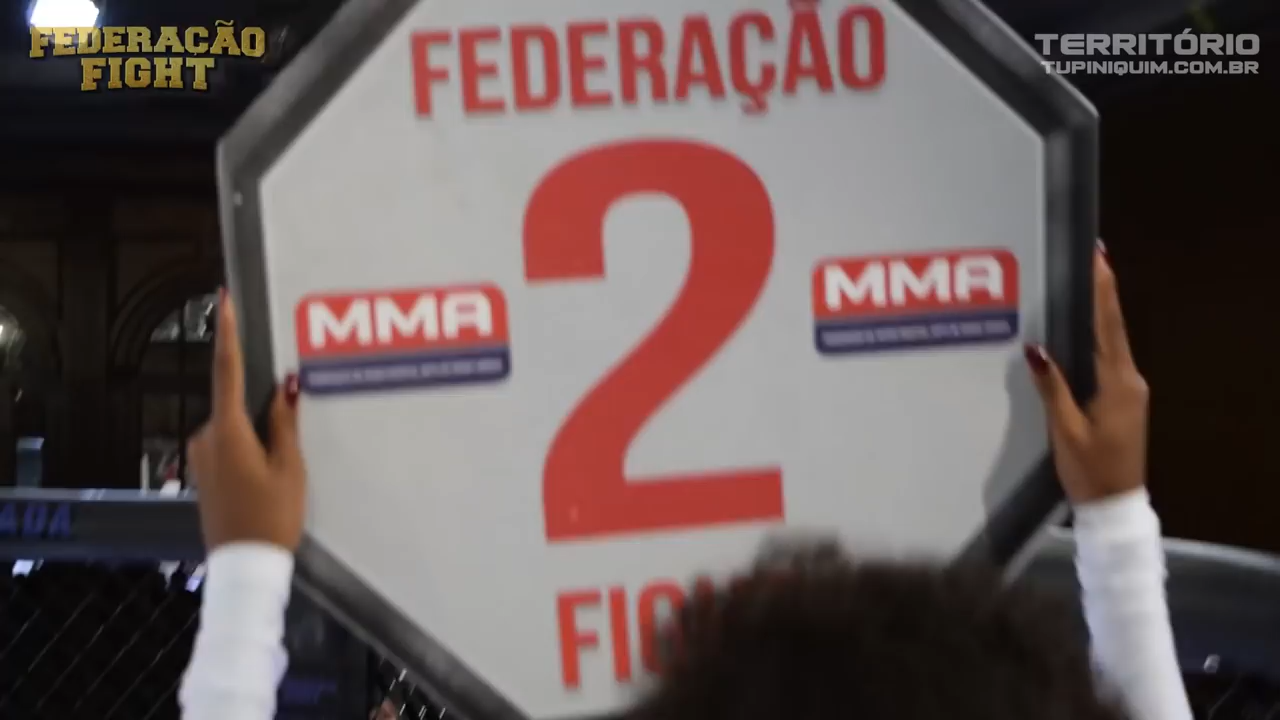 FEDERAÇÃO
FIGHT
TERRITÓRIO
TUPINIQUIM.COM.BR
FEDERAÇÃO
2
MMA
MMA